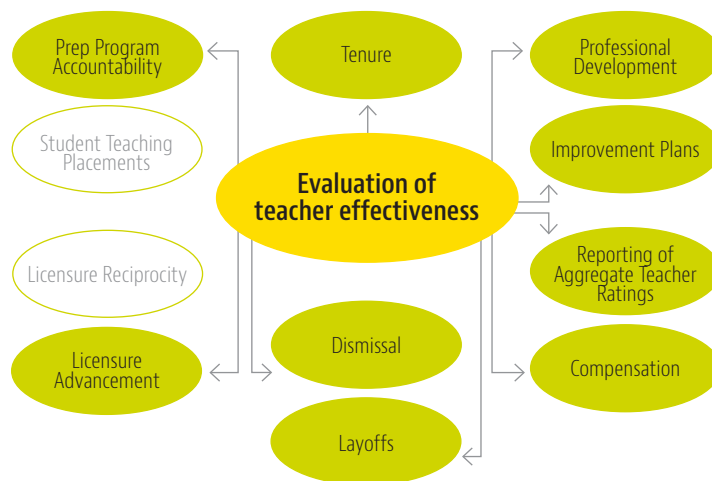 Prep Program
Accountability
Tenure
Professional
Development
Student Teaching
Placements
Improvement Plans
Evaluation of
teacher effectiveness
Licensure Reciprocity
Reporting of
Aggregate Teacher
Ratings
Licensure
Advancement
Dismissal
Compensation
Layoffs